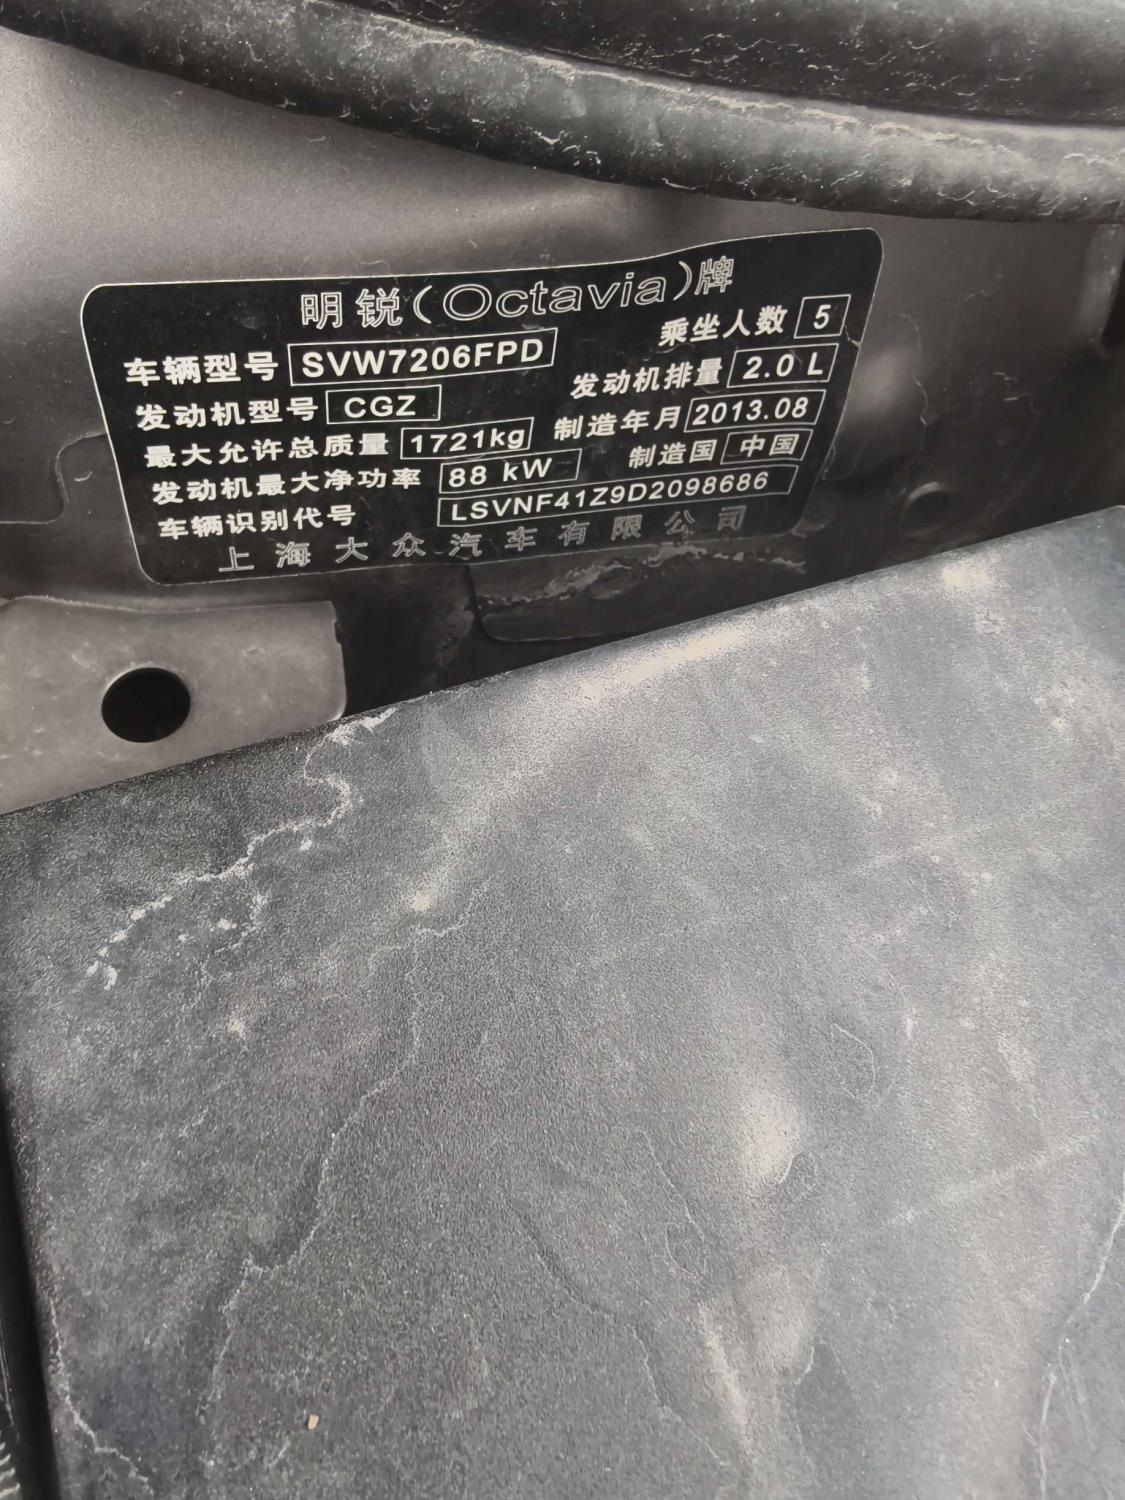 明锐(Octavia)牌
车辆型号 SVW7206FPD 乘坐人数 5
发动机型号 CGZ 发动机排量 2.0 L
最大允许总质量 1721kg 制造年月 2013.08
发动机最大净功率 88 kW 制造国 中国
车辆识别代号 LSVNF41Z9D2098686
上海大众汽车有限公司